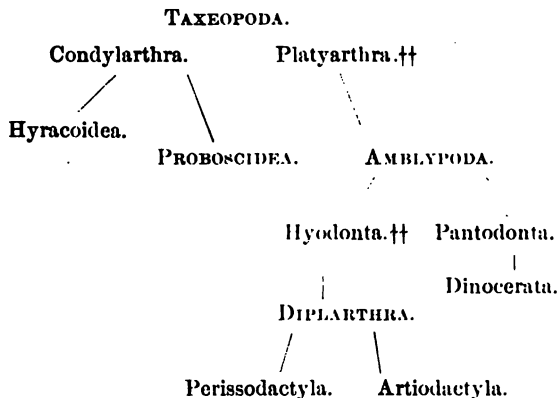 TAXEOPODA.
Condylarthra. Platyarthra.††
Hyracoidea.
PROBOSCIDEA. AMBLYPODA.
Hyodonta.†† Pantodonta.
Dinocerata.
DIPLARTHRA.
Perissodactyla. Artiodactyla.